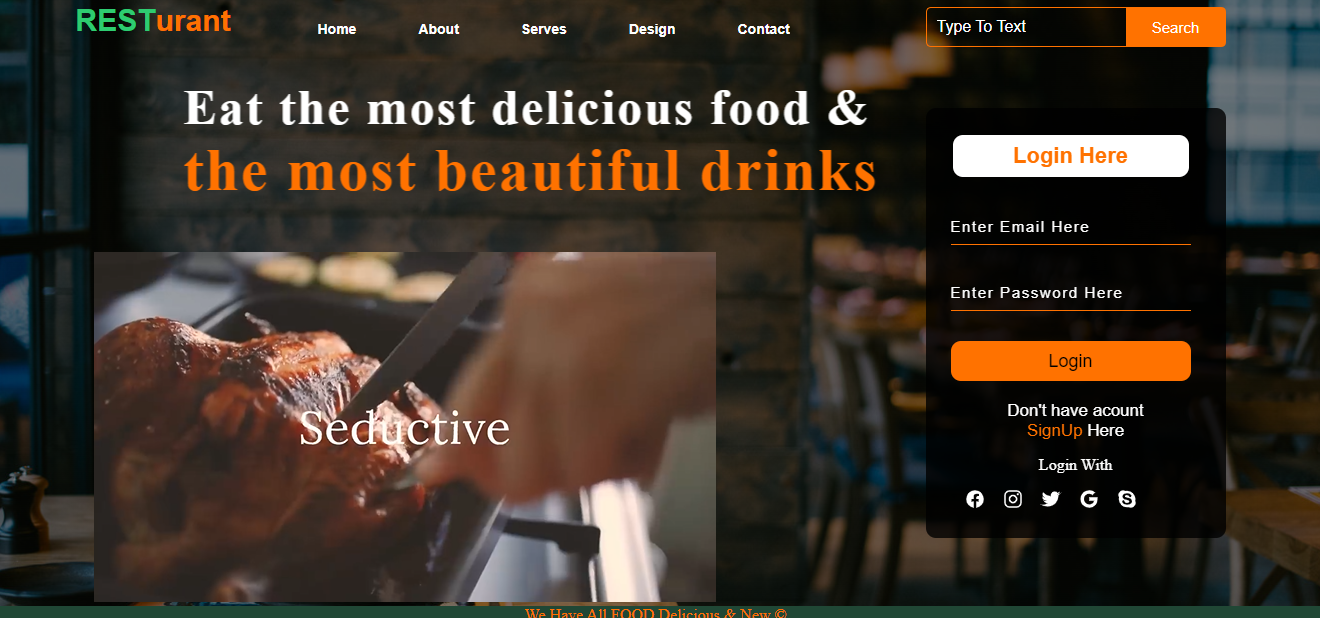 RESTurant
Home About Serves Design Contact
Type To Text Search
Eat the most delicious food &
the most beautiful drinks
Seductive
Login Here
Enter Email Here
Enter Password Here
Login
Don't have acount
SignUp Here
Login With
We Have All FOOD Delicious & New ©